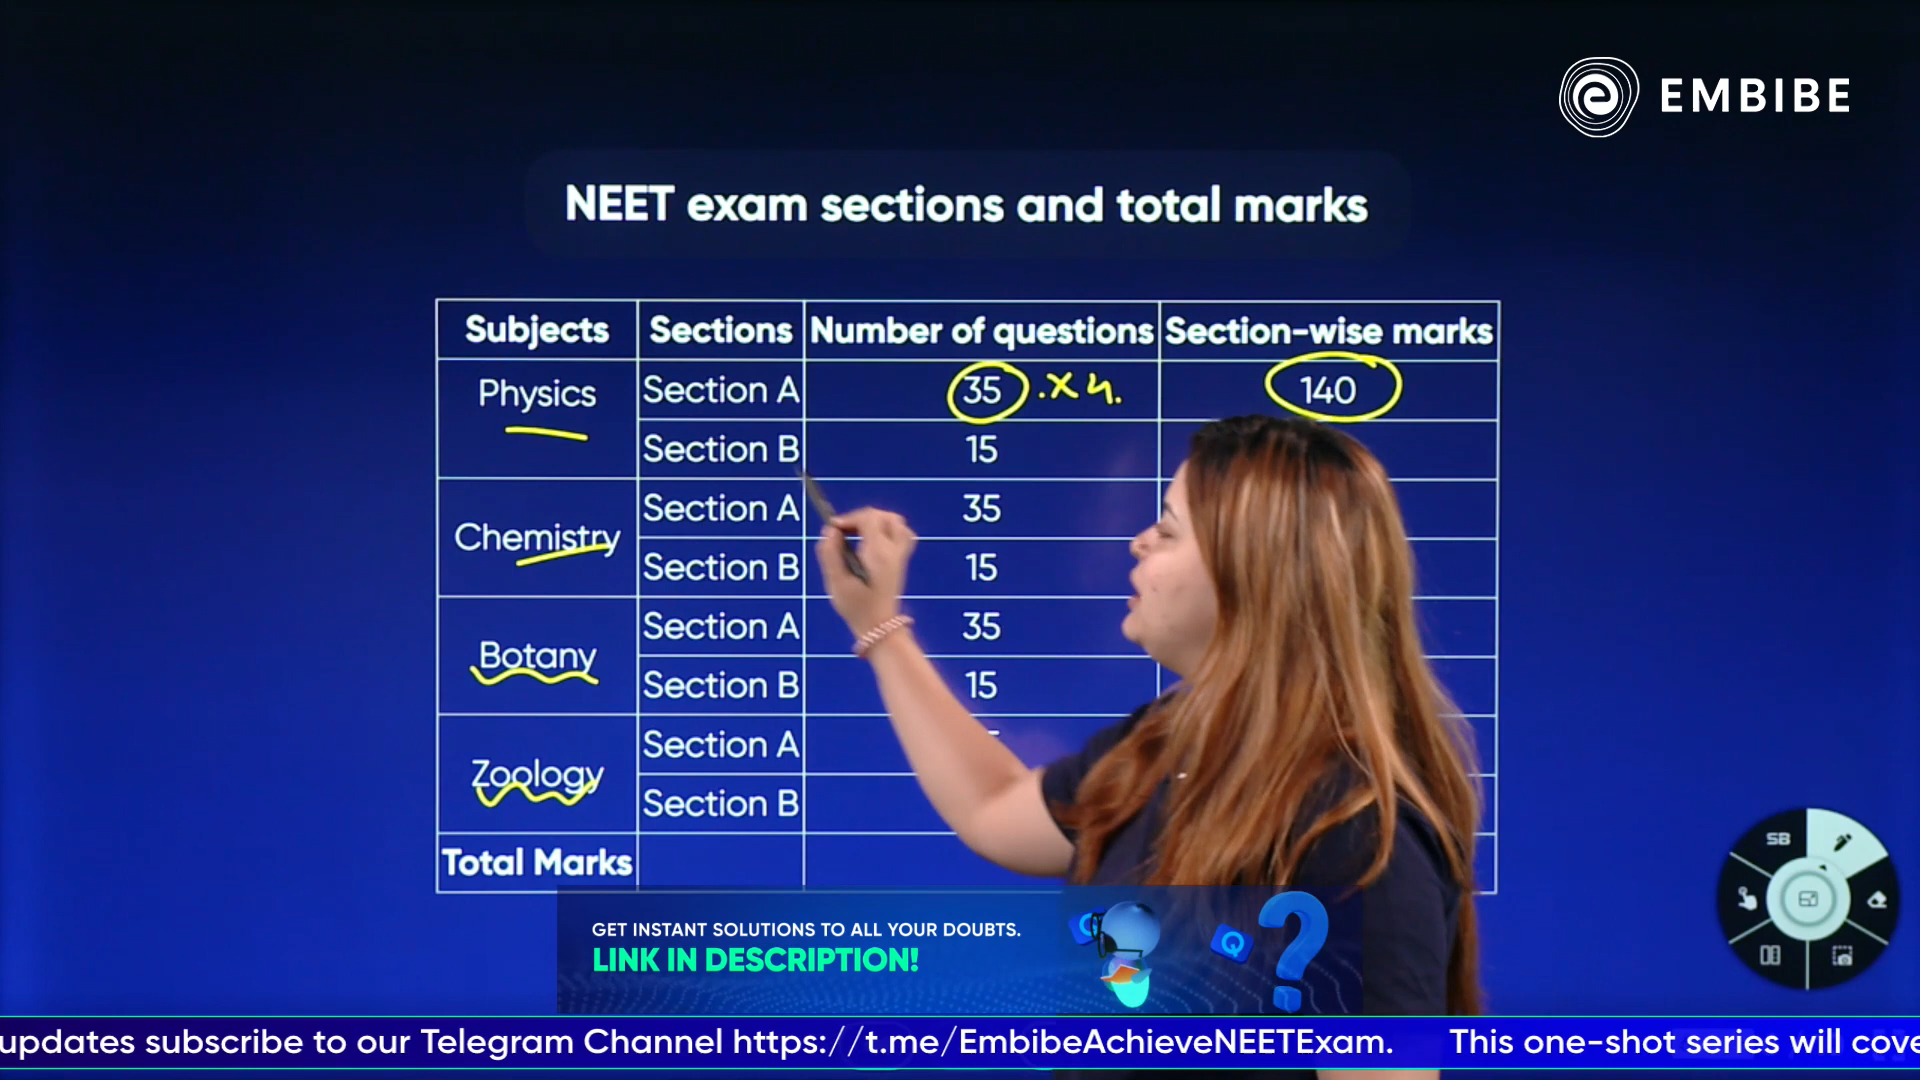 EMBIBE
NEET exam sections and total marks
Subjects Sections Number of questions Section-wise marks
Physics Section A 35 .x4. 140
Section B 15
Chemistry Section A 35
Section B 15
Botany Section A 35
Section B 15
Zoology Section A
Section B
Total Marks
SB
GET INSTANT SOLUTIONS TO ALL YOUR DOUBTS.
LINK IN DESCRIPTION!
Q
updates subscribe to our Telegram Channel https://t.me/EmbibeAchieveNEETExam. This one-shot series will cove